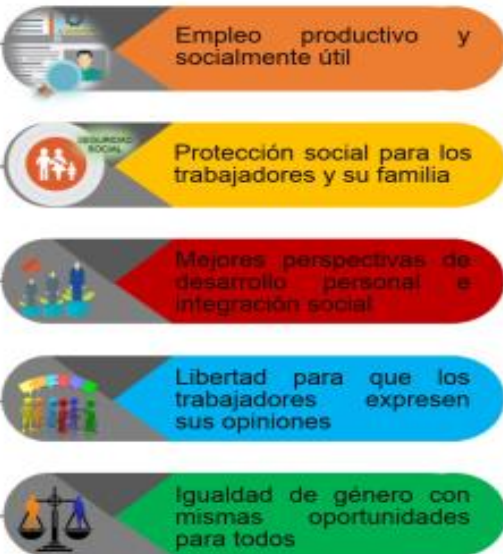 Empleo productivo y
socialmente útil
SEGURIDAD
SOCIAL
Protección social para los
trabajadores y su familia
Mejores perspectivas de
desarrollo personal e
integración social
Libertad para que los
trabajadores expresen
sus opiniones
Igualdad de género con
mismas oportunidades
para todos